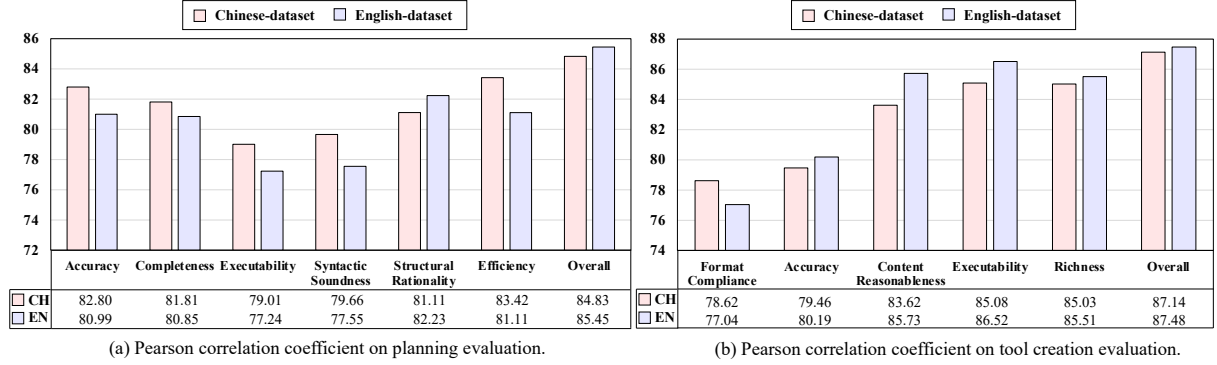 Chinese-dataset English-dataset
86
84
82
80
78
76
74
72
Accuracy Completeness Executability Syntactic Soundness Structural Rationality Efficiency Overall
CH 82.80 81.81 79.01 79.66 81.11 83.42 84.83
EN 80.99 80.85 77.24 77.55 82.23 81.11 85.45
(a) Pearson correlation coefficient on planning evaluation.
Chinese-dataset English-dataset
88
86
84
82
80
78
76
74
Format Compliance Accuracy Content Reasonableness Executability Richness Overall
CH 78.62 79.46 83.62 85.08 85.03 87.14
EN 77.04 80.19 85.73 86.52 85.51 87.48
(b) Pearson correlation coefficient on tool creation evaluation.